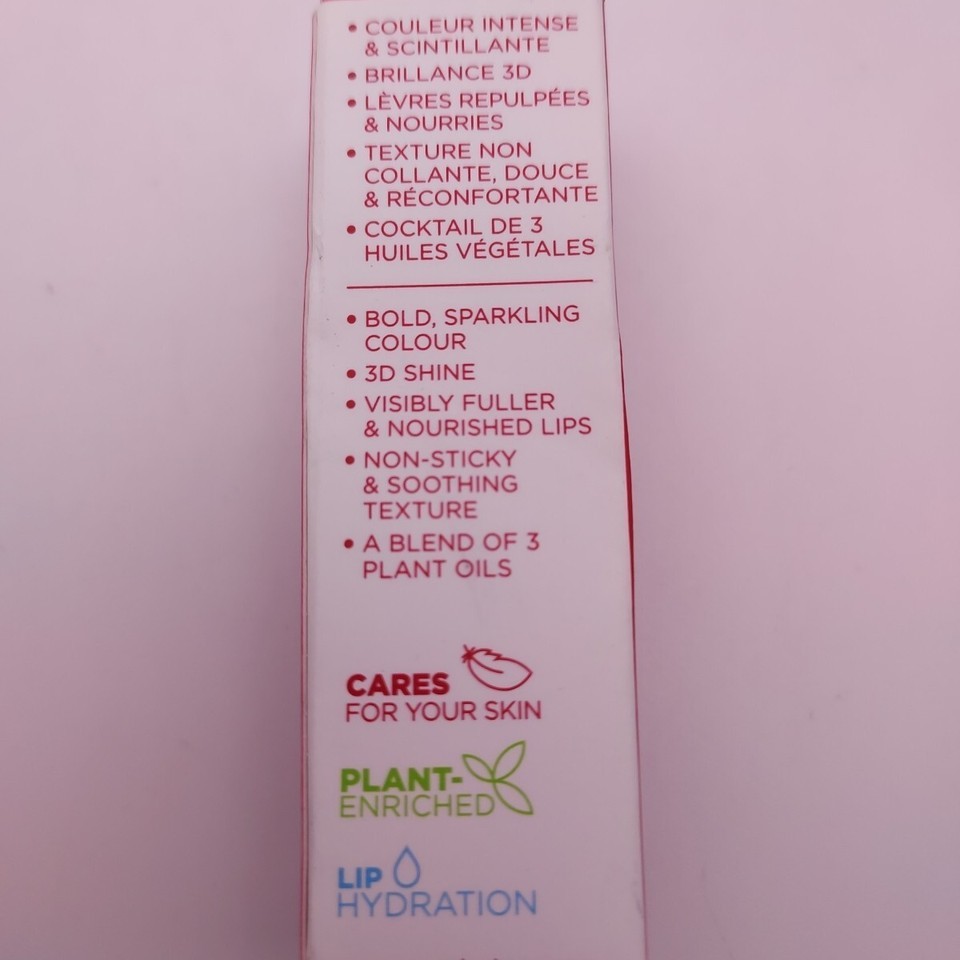 • COULEUR INTENSE
& SCINTILLANTE
• BRILLANCE 3D
• LÈVRES REPULPÉES
& NOURRIES
• TEXTURE NON
COLLANTE, DOUCE
& RÉCONFORTANTE
• COCKTAIL DE 3
HUILES VÉGÉTALES
• BOLD, SPARKLING
COLOUR
• 3D SHINE
• VISIBLY FULLER
& NOURISHED LIPS
• NON-STICKY
& SOOTHING
TEXTURE
• A BLEND OF 3
PLANT OILS
CARES
FOR YOUR SKIN
PLANT-
ENRICHED
LIP
HYDRATION